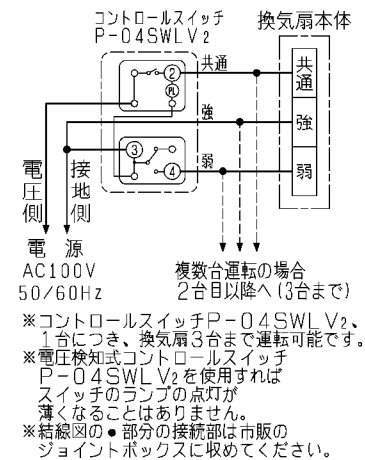 コントロールスイッチ
P-04SWLV2
換気扇本体
共通
強
弱
共通
強
弱
2
PL
3
4
電圧側
接地側
電源
AC100V
50/60Hz
複数台運転の場合
2台目以降へ(3台まで)
※コントロールスイッチP-04SWLV2、
1台につき、換気扇3台まで運転可能です。
※電圧検知式コントロールスイッチ
P-04SWLV2を使用すれば
スイッチのランプの点灯が
薄くなることはありません。
※結線図の●部分の接続部は市販の
ジョイントボックスに収めてください。